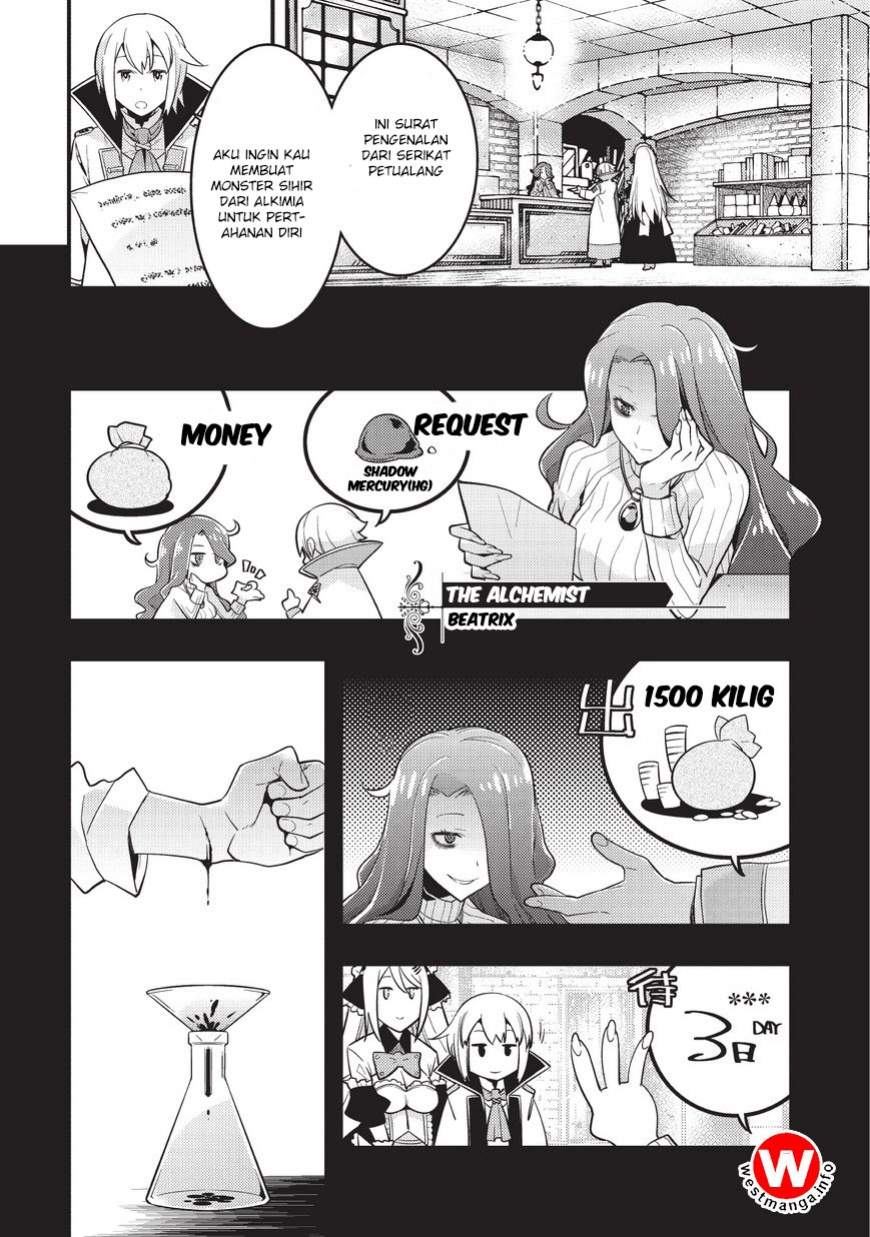 INI SURAT
PENGENALAN
DARI SERIKAT
PETUALANG
AKU INGIN KAU
MEMBUAT
MONSTER SIHIR
DARI ALKIMIA
UNTUK PERT-
AHANAN DIRI
REQUEST
SHADOW
MERCURY(HG)
MONEY
THE ALCHEMIST
BEATRIX
出
1500 KILIG
待
***
3日
DAY
W
westmanga.info